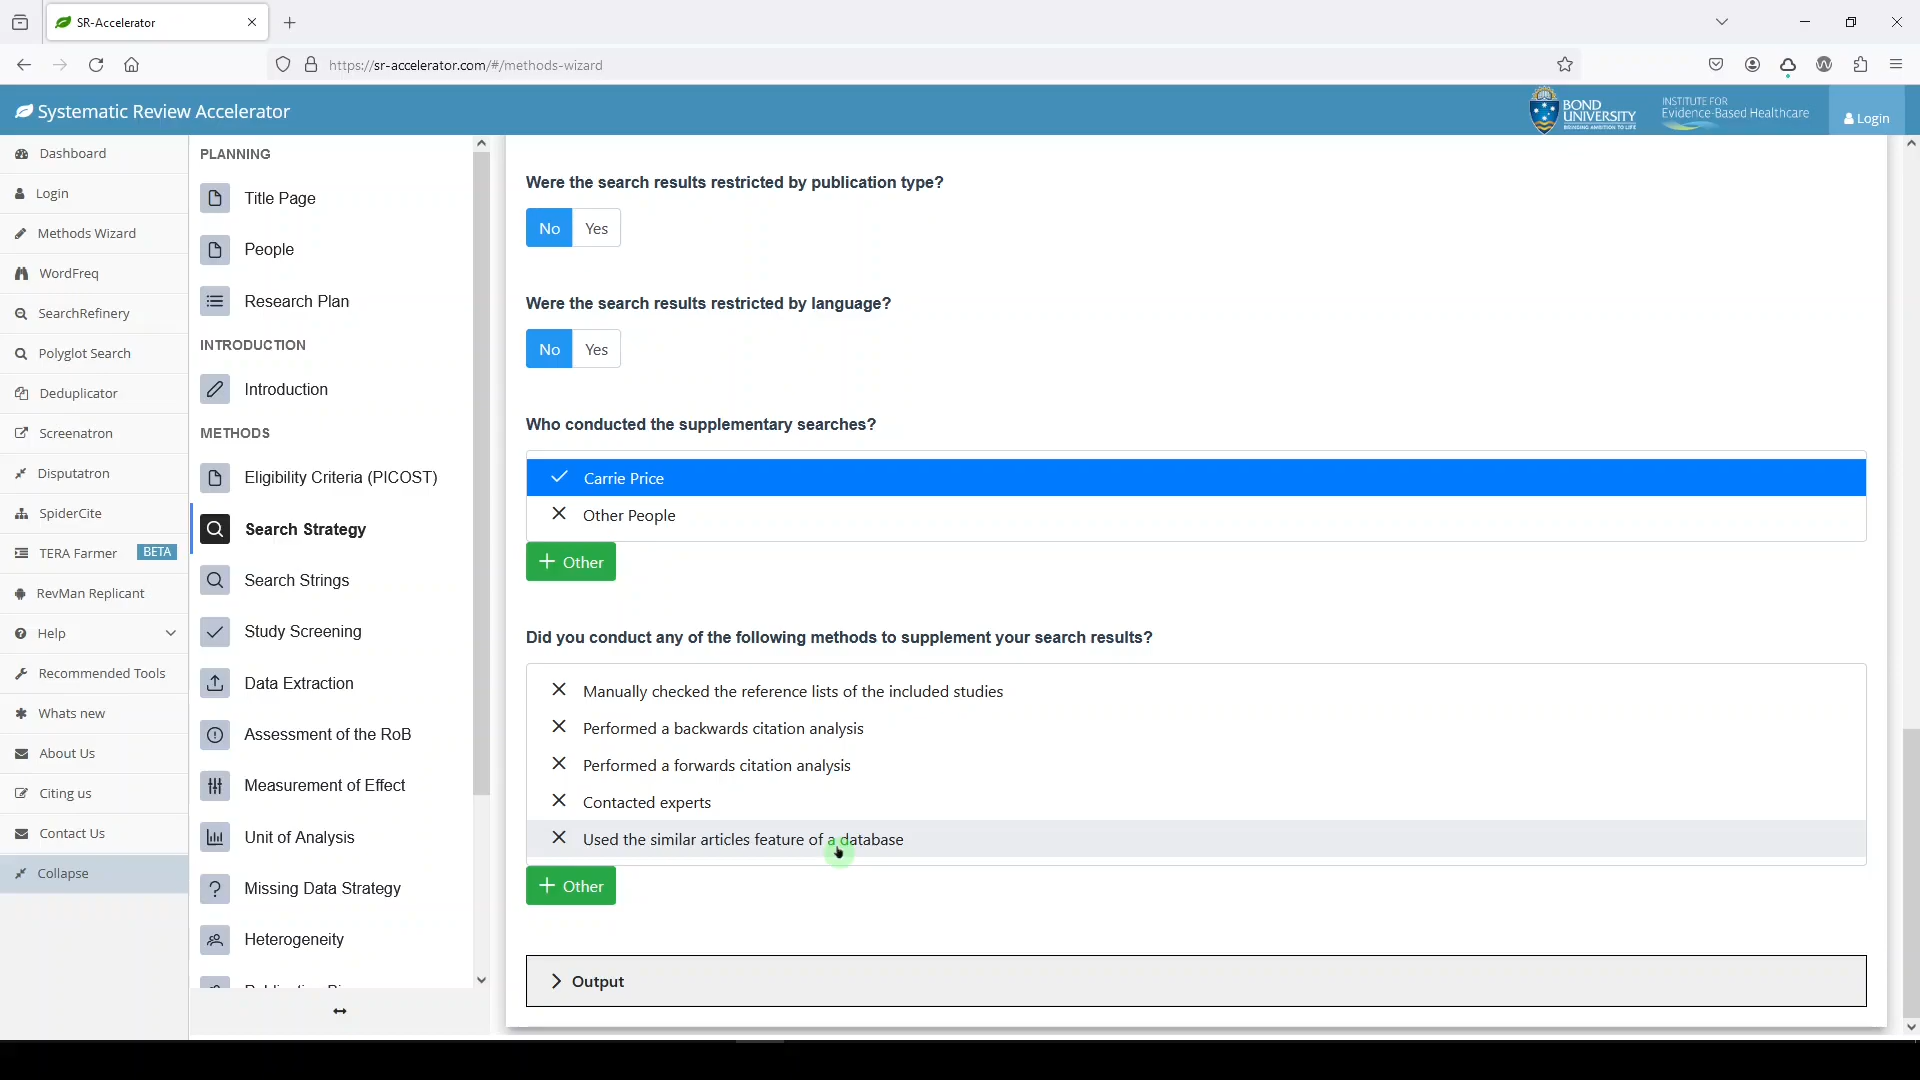 SR-Accelerator
https://sr-accelerator.com/#/methods-wizard
Systematic Review Accelerator
BOND
UNIVERSITY
BRINGING AMBITION TO LIFE
INSTITUTE FOR
Evidence-Based Healthcare
Login
Dashboard
Login
Methods Wizard
WordFreq
SearchRefinery
Polyglot Search
Deduplicator
Screenatron
Disputatron
SpiderCite
TERA Farmer BETA
RevMan Replicant
Help
Recommended Tools
Whats new
About Us
Citing us
Contact Us
Collapse
PLANNING
Title Page
People
Research Plan
INTRODUCTION
Introduction
METHODS
Eligibility Criteria (PICOST)
Search Strategy
Search Strings
Study Screening
Data Extraction
Assessment of the RoB
Measurement of Effect
Unit of Analysis
Missing Data Strategy
Heterogeneity
Were the search results restricted by publication type?
No Yes
Were the search results restricted by language?
No Yes
Who conducted the supplementary searches?
Carrie Price
Other People
+ Other
Did you conduct any of the following methods to supplement your search results?
Manually checked the reference lists of the included studies
Performed a backwards citation analysis
Performed a forwards citation analysis
Contacted experts
Used the similar articles feature of a database
+ Other
Output